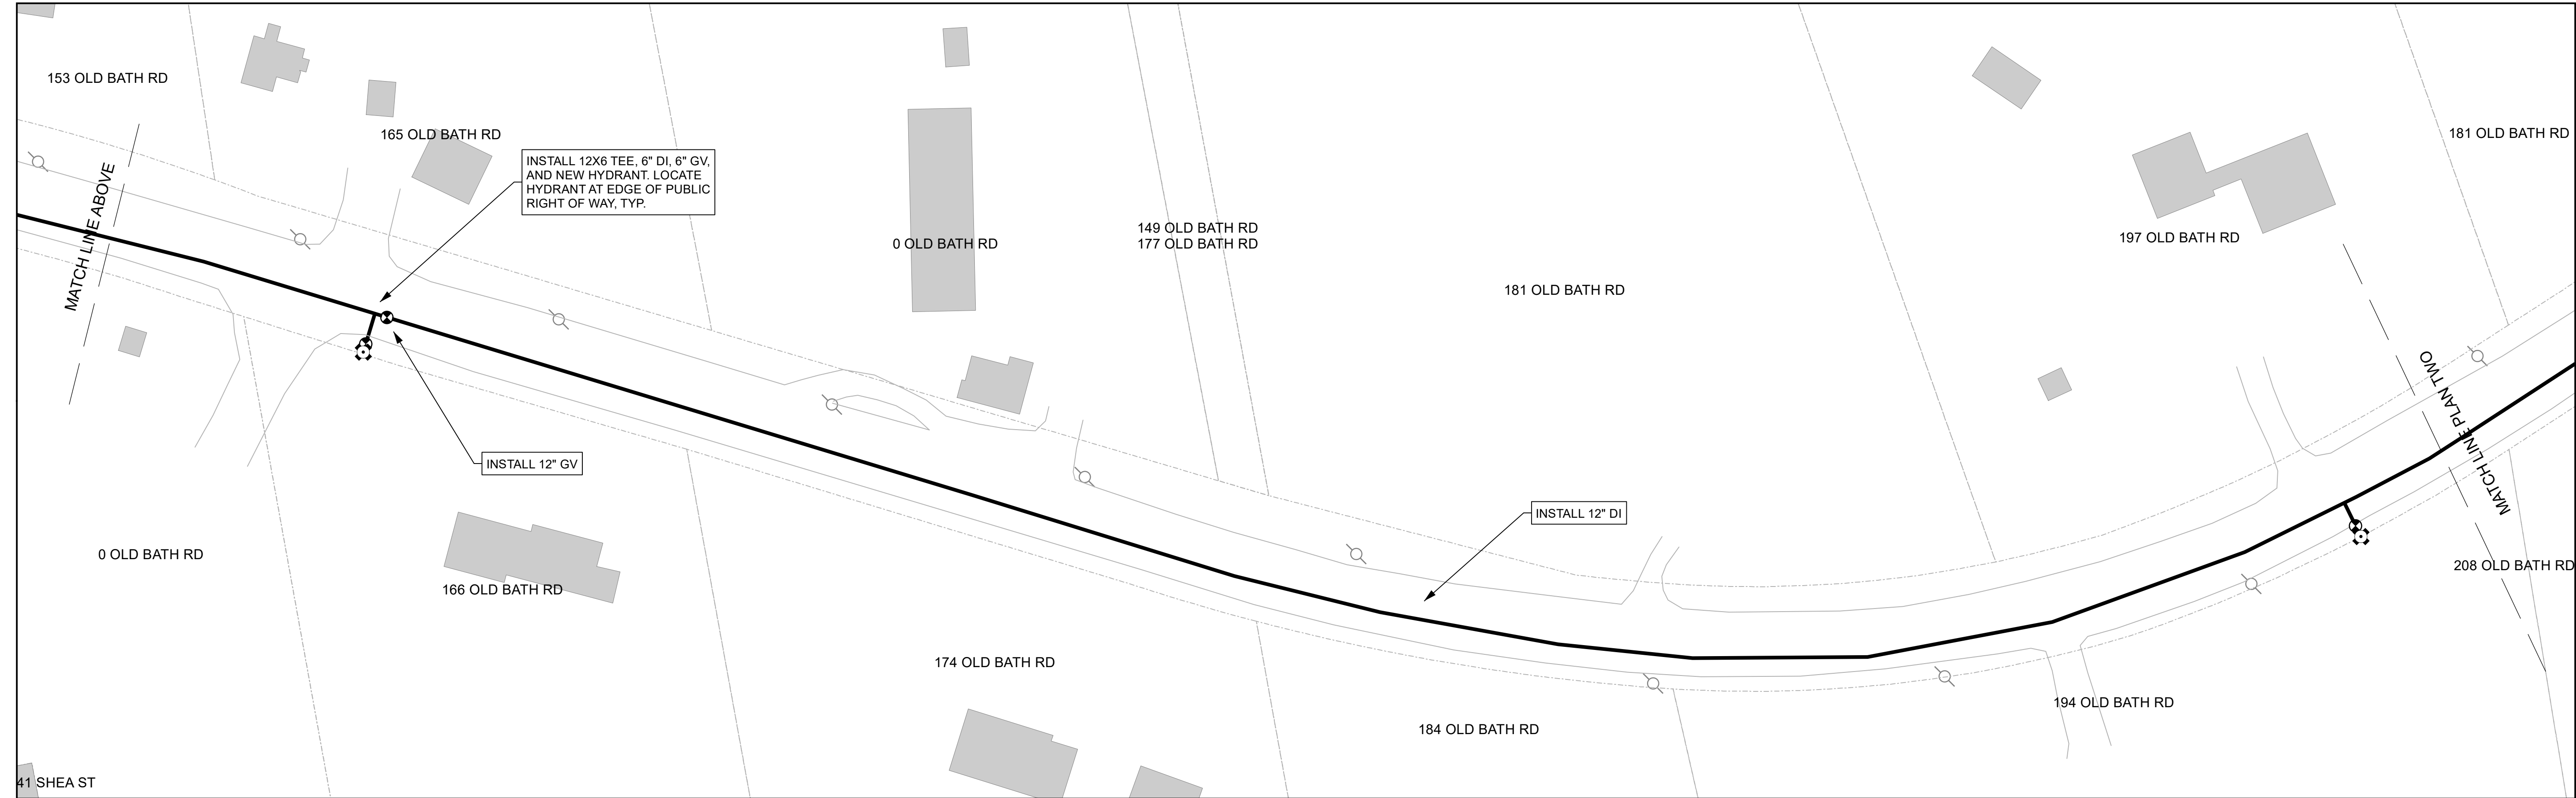 153 OLD BATH RD
MATCH LINE ABOVE
165 OLD BATH RD
INSTALL 12X6 TEE, 6" DI, 6" GV,
AND NEW HYDRANT. LOCATE
HYDRANT AT EDGE OF PUBLIC
RIGHT OF WAY, TYP.
0 OLD BATH RD
149 OLD BATH RD
177 OLD BATH RD
181 OLD BATH RD
197 OLD BATH RD
181 OLD BATH RD
MATCH LINE PLAN TWO
INSTALL 12" GV
INSTALL 12" DI
0 OLD BATH RD
166 OLD BATH RD
174 OLD BATH RD
184 OLD BATH RD
194 OLD BATH RD
208 OLD BATH RD
41 SHEA ST